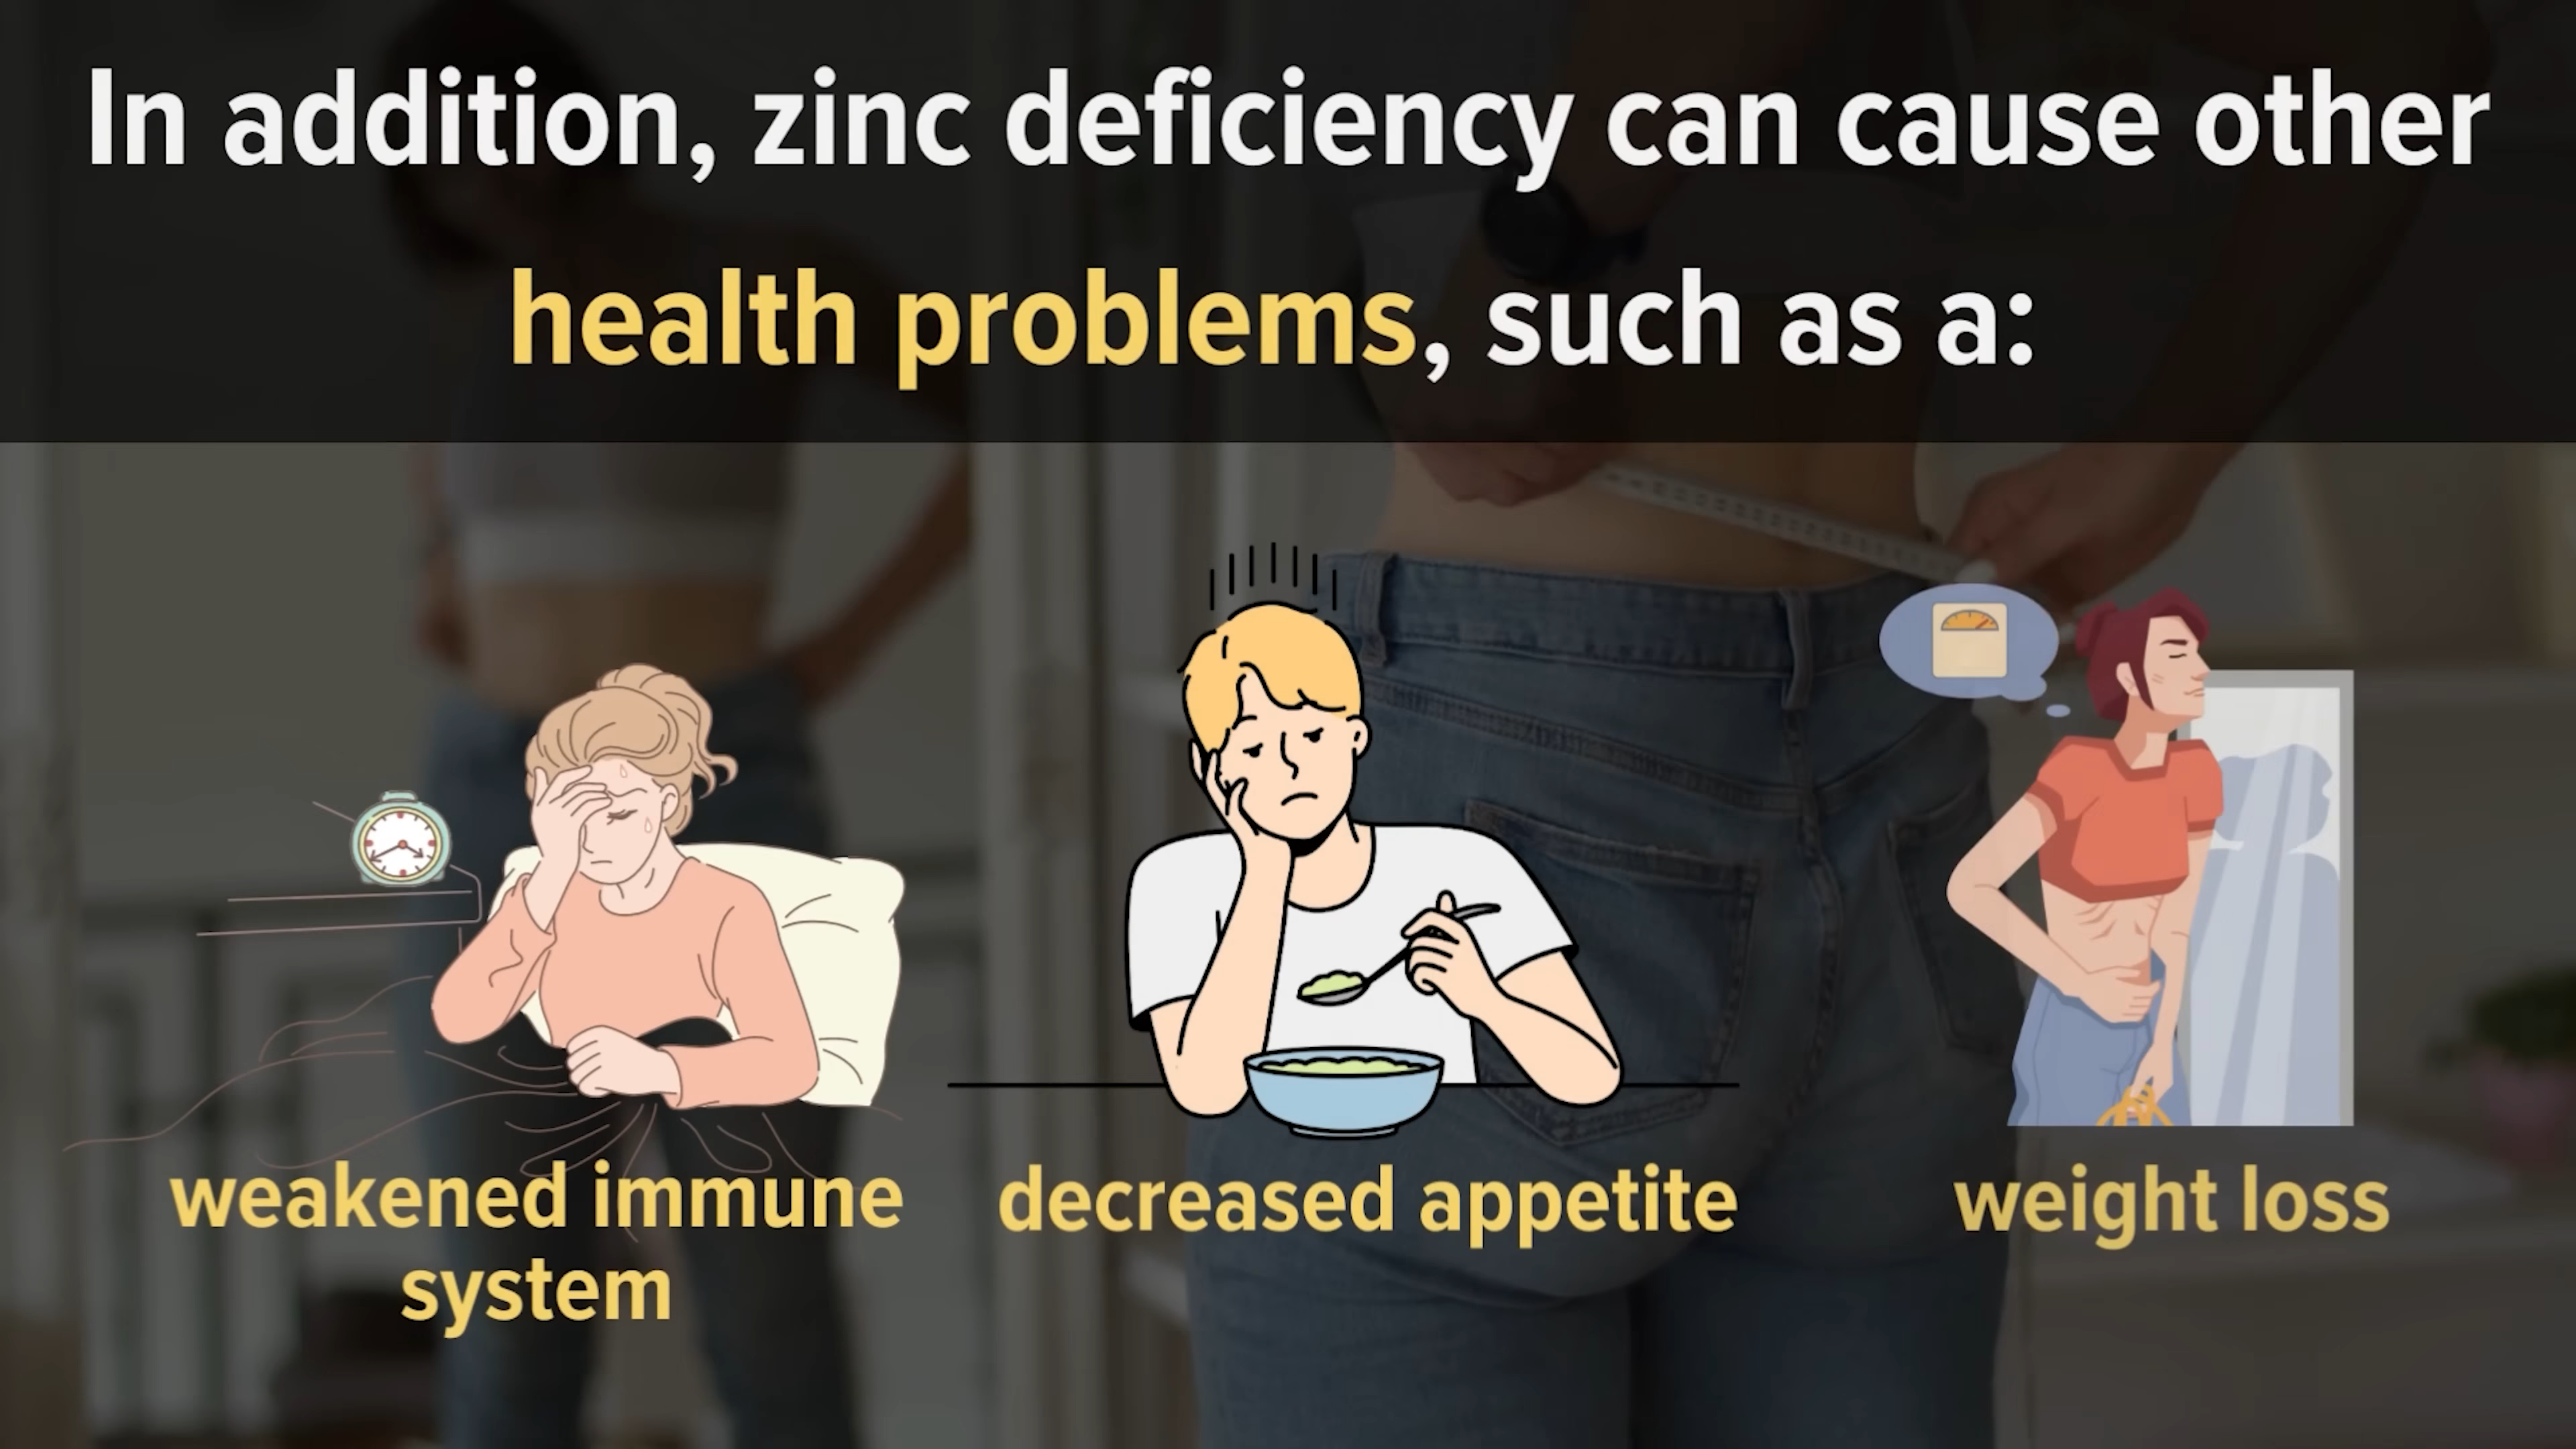 In addition, zinc deficiency can cause other
health problems, such as a:
weakened immune
system
decreased appetite
weight loss